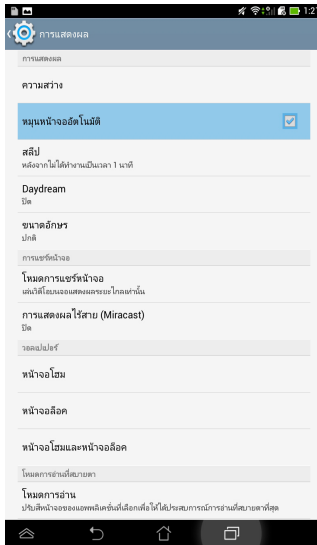 1:27
การแสดงผล
การแสดงผล
ความสว่าง
หมุนหน้าจออัตโนมัติ
สลีป
หลังจากไม่ได้ทำงานเป็นเวลา 1 นาที
Daydream
ปิด
ขนาดอักษร
ปกติ
การแชร์หน้าจอ
โหมดการแชร์หน้าจอ
เล่นวิดีโอบนจอแสดงผลระยะไกลเท่านั้น
การแสดงผลไร้สาย (Miracast)
ปิด
วอลเปเปอร์
หน้าจอโฮม
หน้าจอล็อค
หน้าจอโฮมและหน้าจอล็อค
โหมดการอ่านที่สบายตา
โหมดการอ่าน
ปรับสีหน้าจอของแอพพลิเคชั่นที่เลือกเพื่อให้ได้ประสบการณ์การอ่านที่สบายตาที่สุด